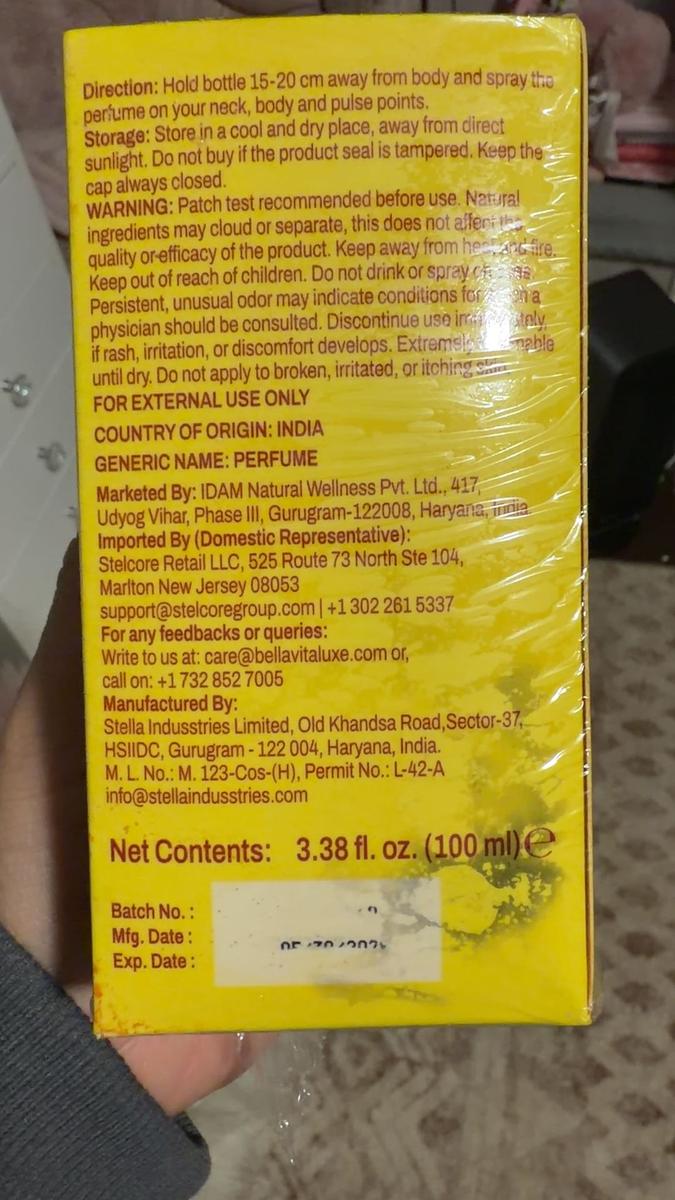 Direction: Hold bottle 15-20 cm away from body and spray the
perfume on your neck, body and pulse points.
Storage: Store in a cool and dry place, away from direct
sunlight. Do not buy if the product seal is tampered. Keep the
cap always closed.
WARNING: Patch test recommended before use. Natural
ingredients may cloud or separate, this does not affect the
quality or efficacy of the product. Keep away from heat and fire.
Keep out of reach of children. Do not drink or spray
Persistent, unusual odor may indicate conditions for a
physician should be consulted. Discontinue use
if rash, irritation, or discomfort develops. Extremely
until dry. Do not apply to broken, irritated, or itching skin.
FOR EXTERNAL USE ONLY
COUNTRY OF ORIGIN: INDIA
GENERIC NAME: PERFUME
Marketed By: IDAM Natural Wellness Pvt. Ltd., 417,
Udyog Vihar, Phase III, Gurugram-122008, Haryana, India.
Imported By (Domestic Representative):
Stelcore Retail LLC, 525 Route 73 North Ste 104,
Marlton New Jersey 08053
support@stelcoregroup.com | +1 302 261 5337
For any feedbacks or queries:
Write to us at: care@bellavitaluxe.com or,
call on: +1 732 852 7005
Manufactured By:
Stella Indusstries Limited, Old Khandsa Road,Sector-37,
HSIIDC, Gurugram - 122 004, Haryana, India.
M. L. No.: M. 123-Cos-(H), Permit No.: L-42-A
info@stellaindusstries.com
Net Contents: 3.38 fl. oz. (100 ml) e
Batch No. :
Mfg. Date :
Exp. Date :